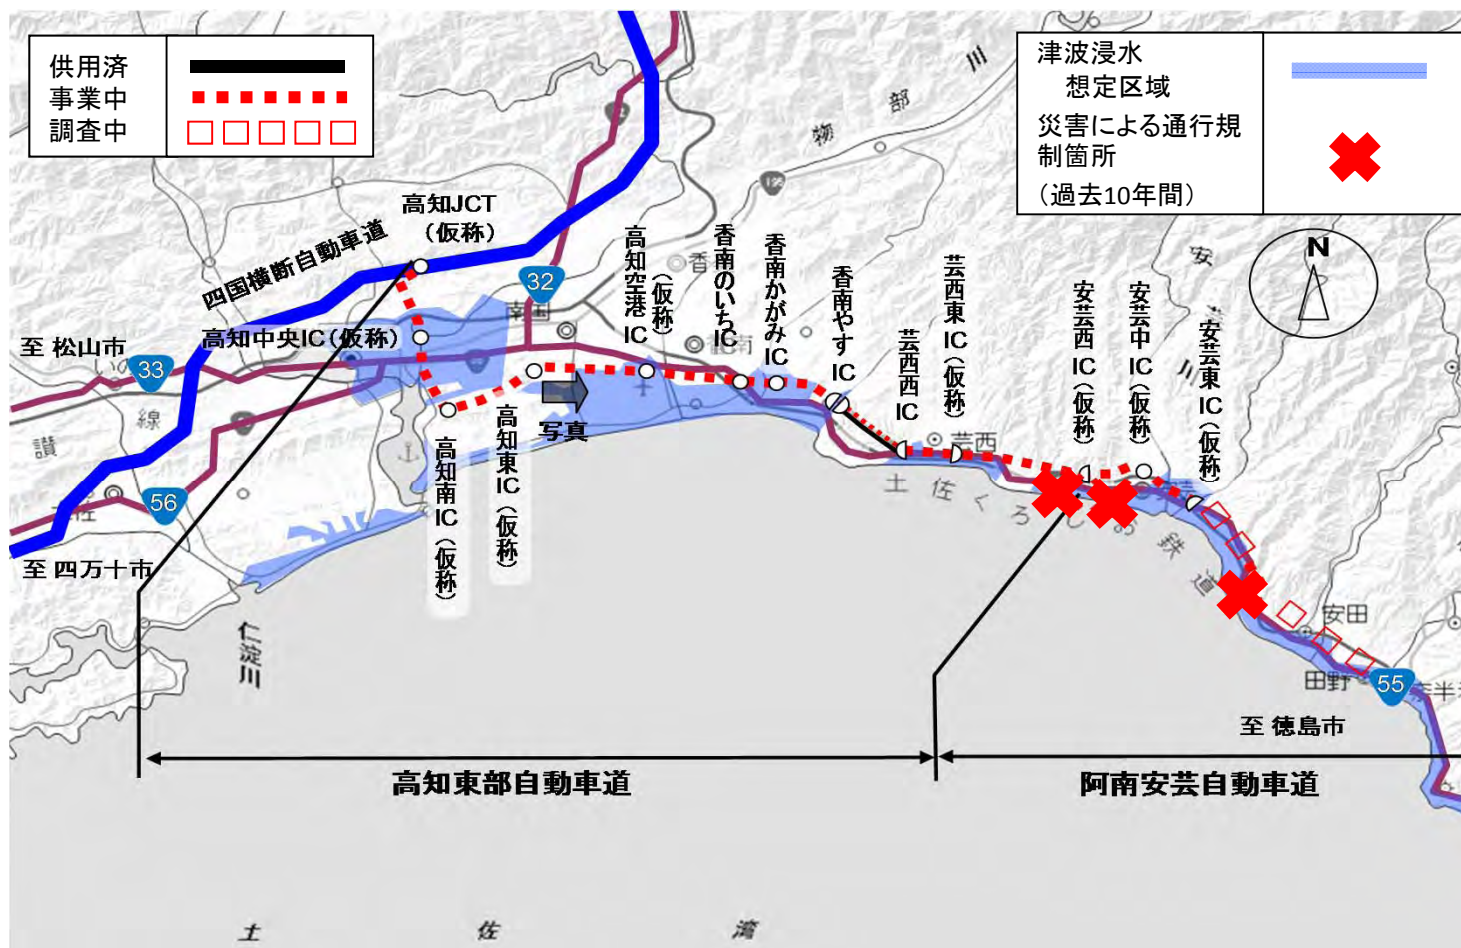 供用済
事業中
調査中
津波浸水
想定区域
災害による通行規
制箇所
（過去10年間）
N
四国横断自動車道
高知JCT
（仮称）
高知中央IC（仮称）
至 松山市
33
32
56
55
195
至 四万十市
至 徳島市
高知南IC（仮称）
高知東IC（仮称）
写真
高知空港IC（仮称）
香南のいちIC
香南かがみIC
香南やすIC
芸西西IC
芸西東IC（仮称）
安芸西IC（仮称）
安芸中IC（仮称）
安芸東IC（仮称）
物部川
安
川
南国
香南
芸西
安田
田野
讃
線
仁淀川
土佐くろしお鉄道
高知東部自動車道
阿南安芸自動車道
土佐湾